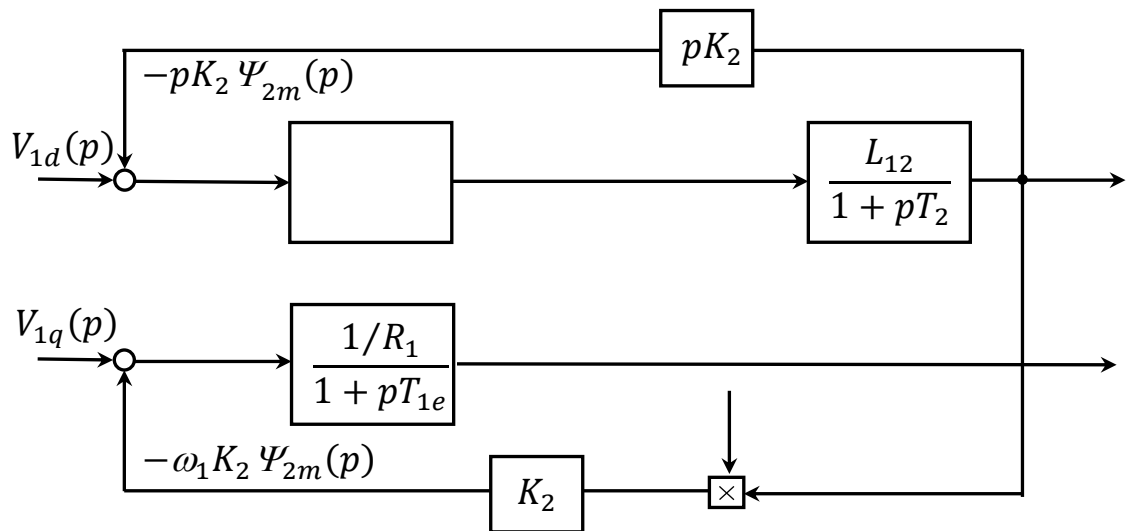 pK₂
−pK₂ Ψ₂ₘ(p)
V₁d(p)
L₁₂
1 + pT₂
V₁q(p)
1/R₁
1 + pT₁ₑ
−ω₁K₂ Ψ₂ₘ(p)
K₂
×